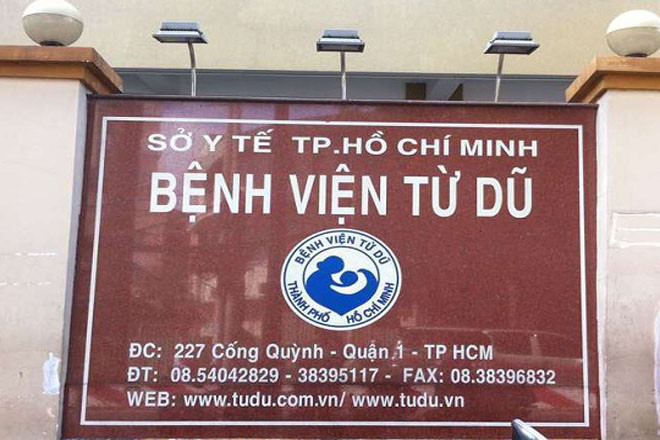 SỞ Y TẾ TP.HỒ CHÍ MINH
BỆNH VIỆN TỪ DŨ
BỆNH VIỆN TỪ DŨ
THÀNH PHỐ HỒ CHÍ MINH
ĐC: 227 Cống Quỳnh - Quận 1 - TP HCM
ĐT: 08.54042829 - 38395117 - FAX: 08.38396832
WEB: www.tudu.com.vn/ www.tudu.vn